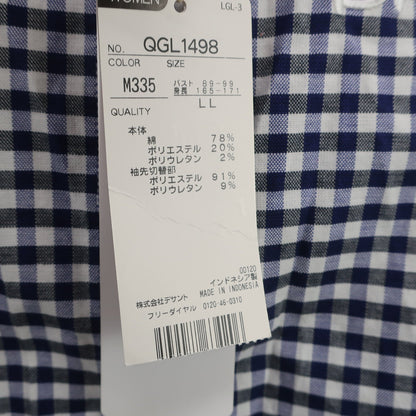 WOMEN LGL-3
NO. QGL1498
COLOR SIZE
M335 バスト 89-99
身長 165-171
LL
QUALITY
本体
綿 78%
ポリエステル 20%
ポリウレタン 2%
袖先切替部
ポリエステル 91%
ポリウレタン 9%
00120
インドネシア製
株式会社デサント MADE IN INDONESIA
フリーダイヤル 0120-46-0310